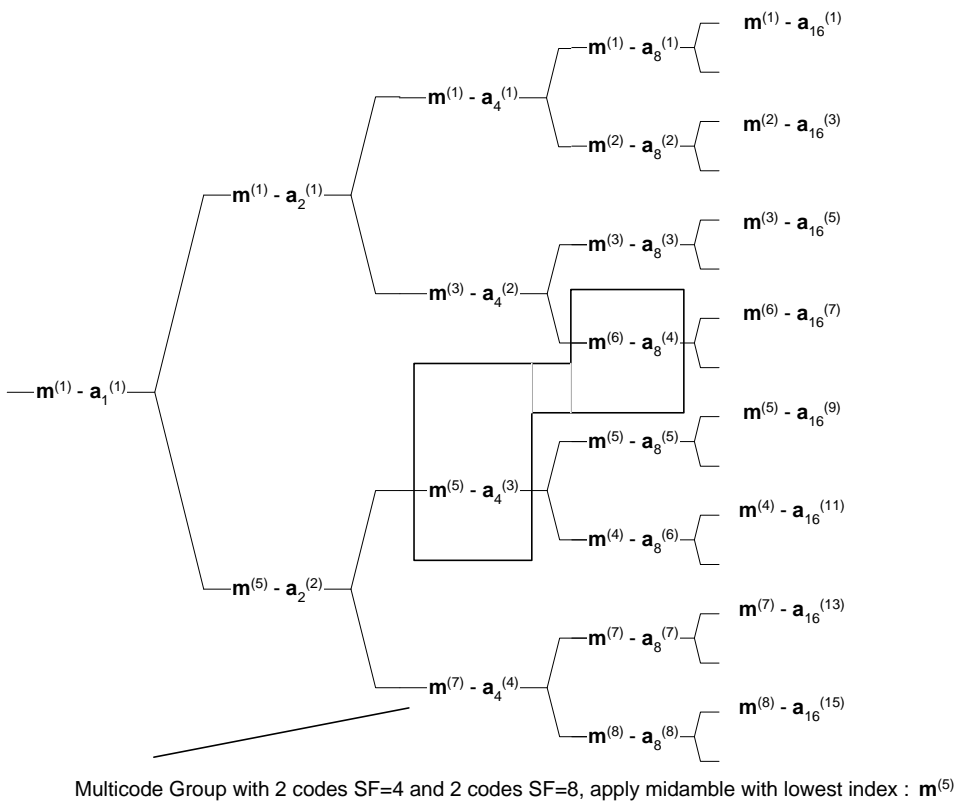 m(1) - a16(1)
m(1) - a8(1)
m(1) - a4(1)
m(2) - a16(3)
m(2) - a8(2)
m(1) - a2(1)
m(3) - a16(5)
m(3) - a8(3)
m(3) - a4(2)
m(6) - a16(7)
m(6) - a8(4)
m(1) - a1(1)
m(5) - a16(9)
m(5) - a8(5)
m(5) - a4(3)
m(4) - a16(11)
m(4) - a8(6)
m(5) - a2(2)
m(7) - a16(13)
m(7) - a8(7)
m(7) - a4(4)
m(8) - a16(15)
m(8) - a8(8)
Multicode Group with 2 codes SF=4 and 2 codes SF=8, apply midamble with lowest index : m(5)